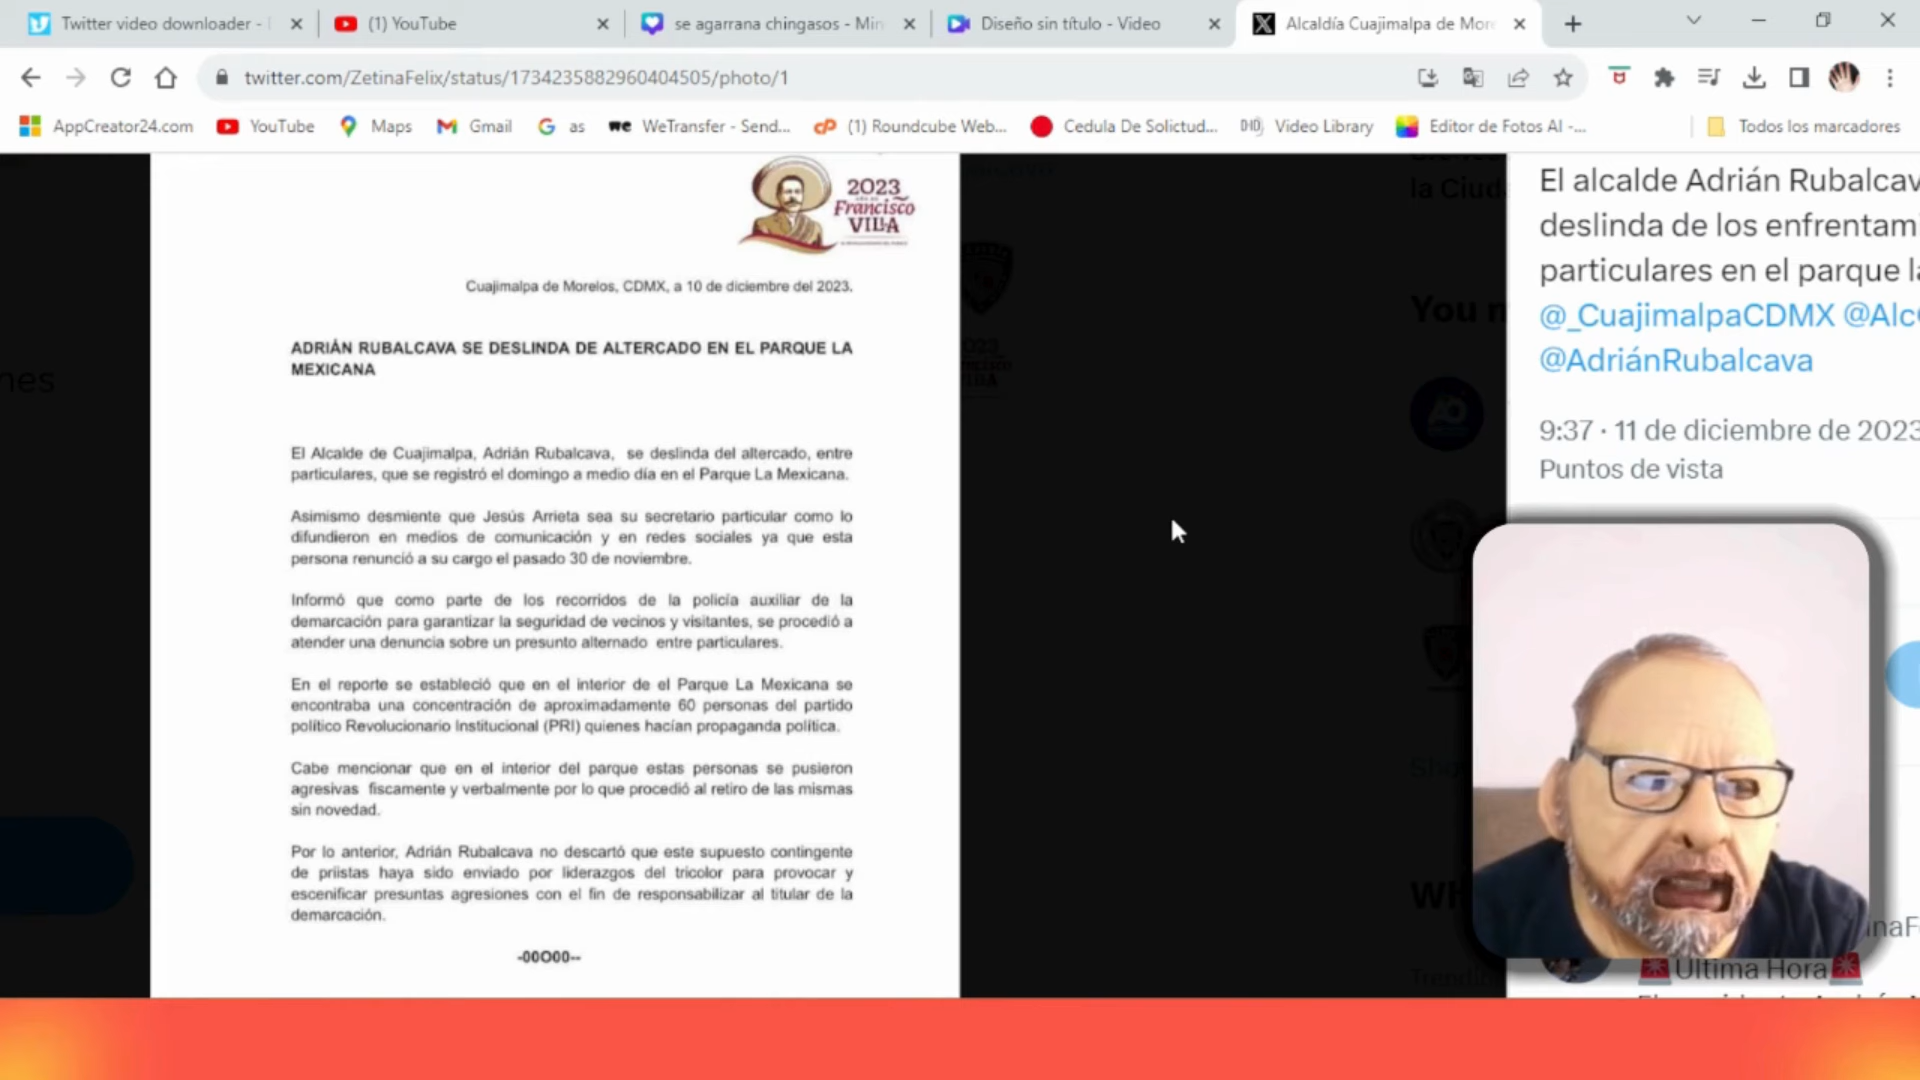 Twitter video downloader -
(1) YouTube
se agarrana chingasos - Min
Diseño sin título - Video
Alcaldía Cuajimalpa de More
twitter.com/ZetinaFelix/status/1734235882960404505/photo/1
AppCreator24.com
YouTube
Maps
Gmail
as
WeTransfer - Send...
(1) Roundcube Web...
Cedula De Solicitud...
Video Library
Editor de Fotos AI -...
Todos los marcadores
2023
Francisco
VILLA
Cuajimalpa de Morelos, CDMX, a 10 de diciembre del 2023.
ADRIÁN RUBALCAVA SE DESLINDA DE ALTERCADO EN EL PARQUE LA
MEXICANA
El Alcalde de Cuajimalpa, Adrián Rubalcava, se deslinda del altercado, entre
particulares, que se registró el domingo a medio día en el Parque La Mexicana.
Asimismo desmiente que Jesús Arrieta sea su secretario particular como lo
difundieron en medios de comunicación y en redes sociales ya que esta
persona renunció a su cargo el pasado 30 de noviembre.
Informó que como parte de los recorridos de la policía auxiliar de la
demarcación para garantizar la seguridad de vecinos y visitantes, se procedió a
atender una denuncia sobre un presunto alternado entre particulares.
En el reporte se estableció que en el interior de el Parque La Mexicana se
encontraba una concentración de aproximadamente 60 personas del partido
político Revolucionario Institucional (PRI) quienes hacían propaganda política.
Cabe mencionar que en el interior del parque estas personas se pusieron
agresivas fiscamente y verbalmente por lo que procedió al retiro de las mismas
sin novedad.
Por lo anterior, Adrián Rubalcava no descartó que este supuesto contingente
de priistas haya sido enviado por liderazgos del tricolor para provocar y
escenificar presuntas agresiones con el fin de responsabilizar al titular de la
demarcación.
-00O00--
El alcalde Adrián Rubalcav
deslinda de los enfrentam
particulares en el parque la
@_CuajimalpaCDMX @Alc
@AdriánRubalcava
9:37 · 11 de diciembre de 2023
Puntos de vista
inaF
Última Hora
la Ciud
You m
nes
Sho
Wh
Trendin